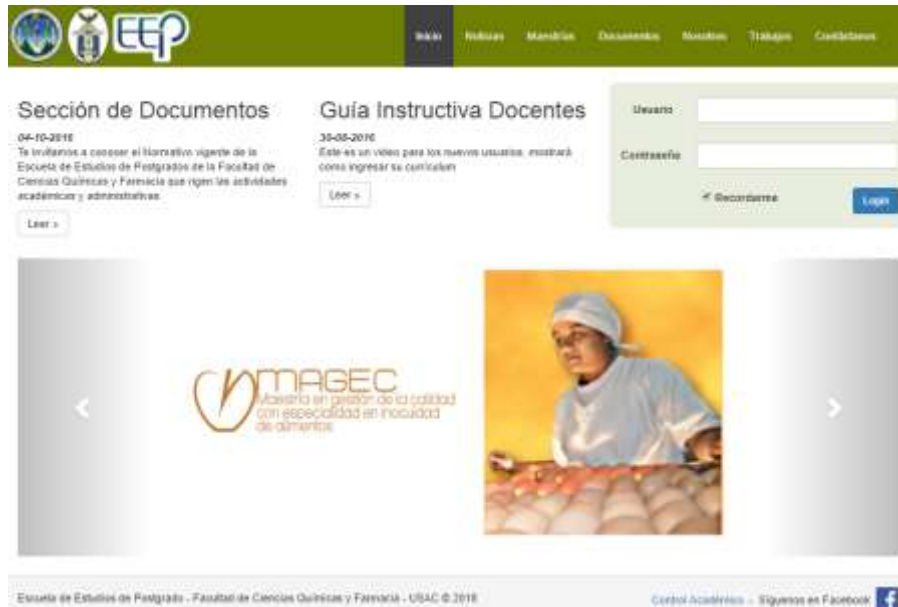 EEP
Inicio Noticias Maestrías Documentos Nosotros Trabajos Contáctanos
Sección de Documentos
04-10-2016
Te invitamos a conocer el Normativo vigente de la
Escuela de Estudios de Postgrados de la Facultad de
Ciencias Químicas y Farmacia que rigen las actividades
académicas y administrativas.
Leer »
Guía Instructiva Docentes
30-08-2016
Este es un video para los nuevos usuarios, mostrará
como ingresar su curriculum
Leer »
Usuario
Contraseña
Recordarme
Login
MAGEC
Maestría en gestión de la calidad
con especialidad en inocuidad
de alimentos
Escuela de Estudios de Postgrado - Facultad de Ciencias Químicas y Farmacia - USAC © 2016
Control Académico - Síguenos en Facebook